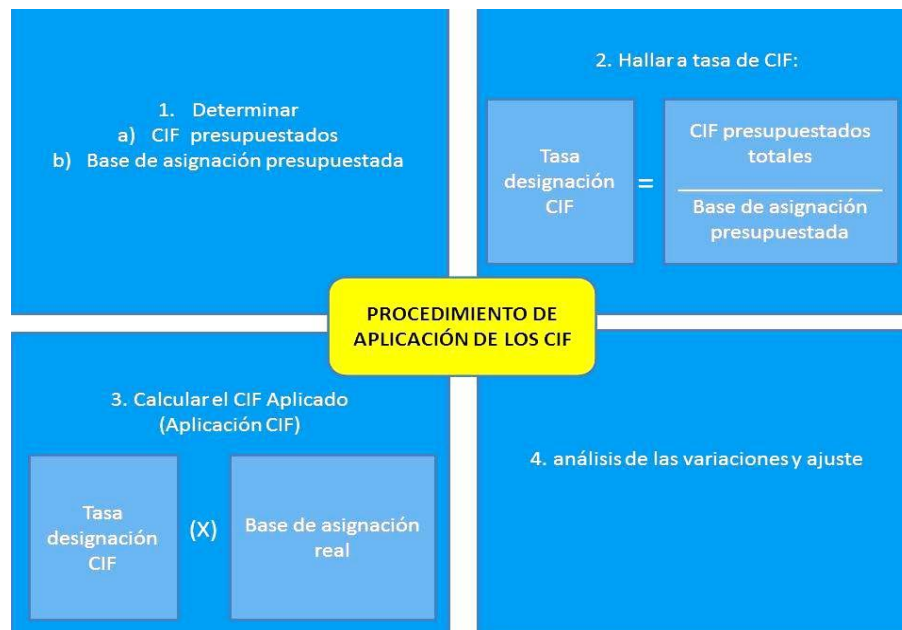 1. Determinar
a) CIF presupuestados
b) Base de asignación presupuestada
2. Hallar a tasa de CIF:
Tasa
designación
CIF
=
CIF presupuestados
totales
Base de asignación
presupuestada
PROCEDIMIENTO DE
APLICACIÓN DE LOS CIF
3. Calcular el CIF Aplicado
(Aplicación CIF)
Tasa
designación
CIF
(X)
Base de asignación
real
4. análisis de las variaciones y ajuste